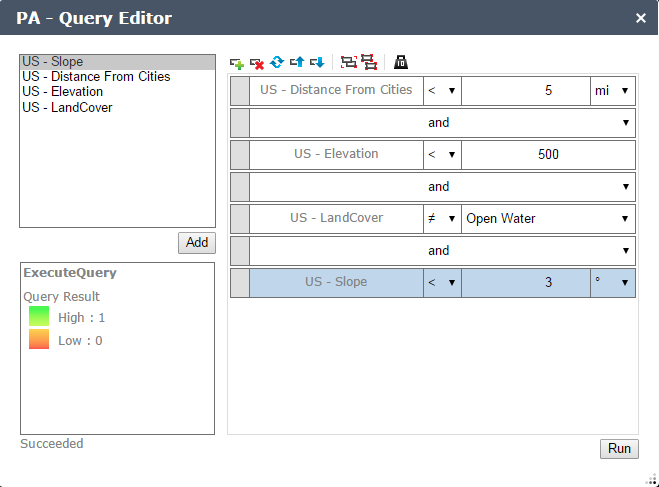 PA - Query Editor
US - Slope
US - Distance From Cities
US - Elevation
US - LandCover
Add
ExecuteQuery
Query Result
High : 1
Low : 0
Succeeded
US - Distance From Cities < 5 mi
and
US - Elevation < 500
and
US - LandCover ≠ Open Water
and
US - Slope < 3 °
Run